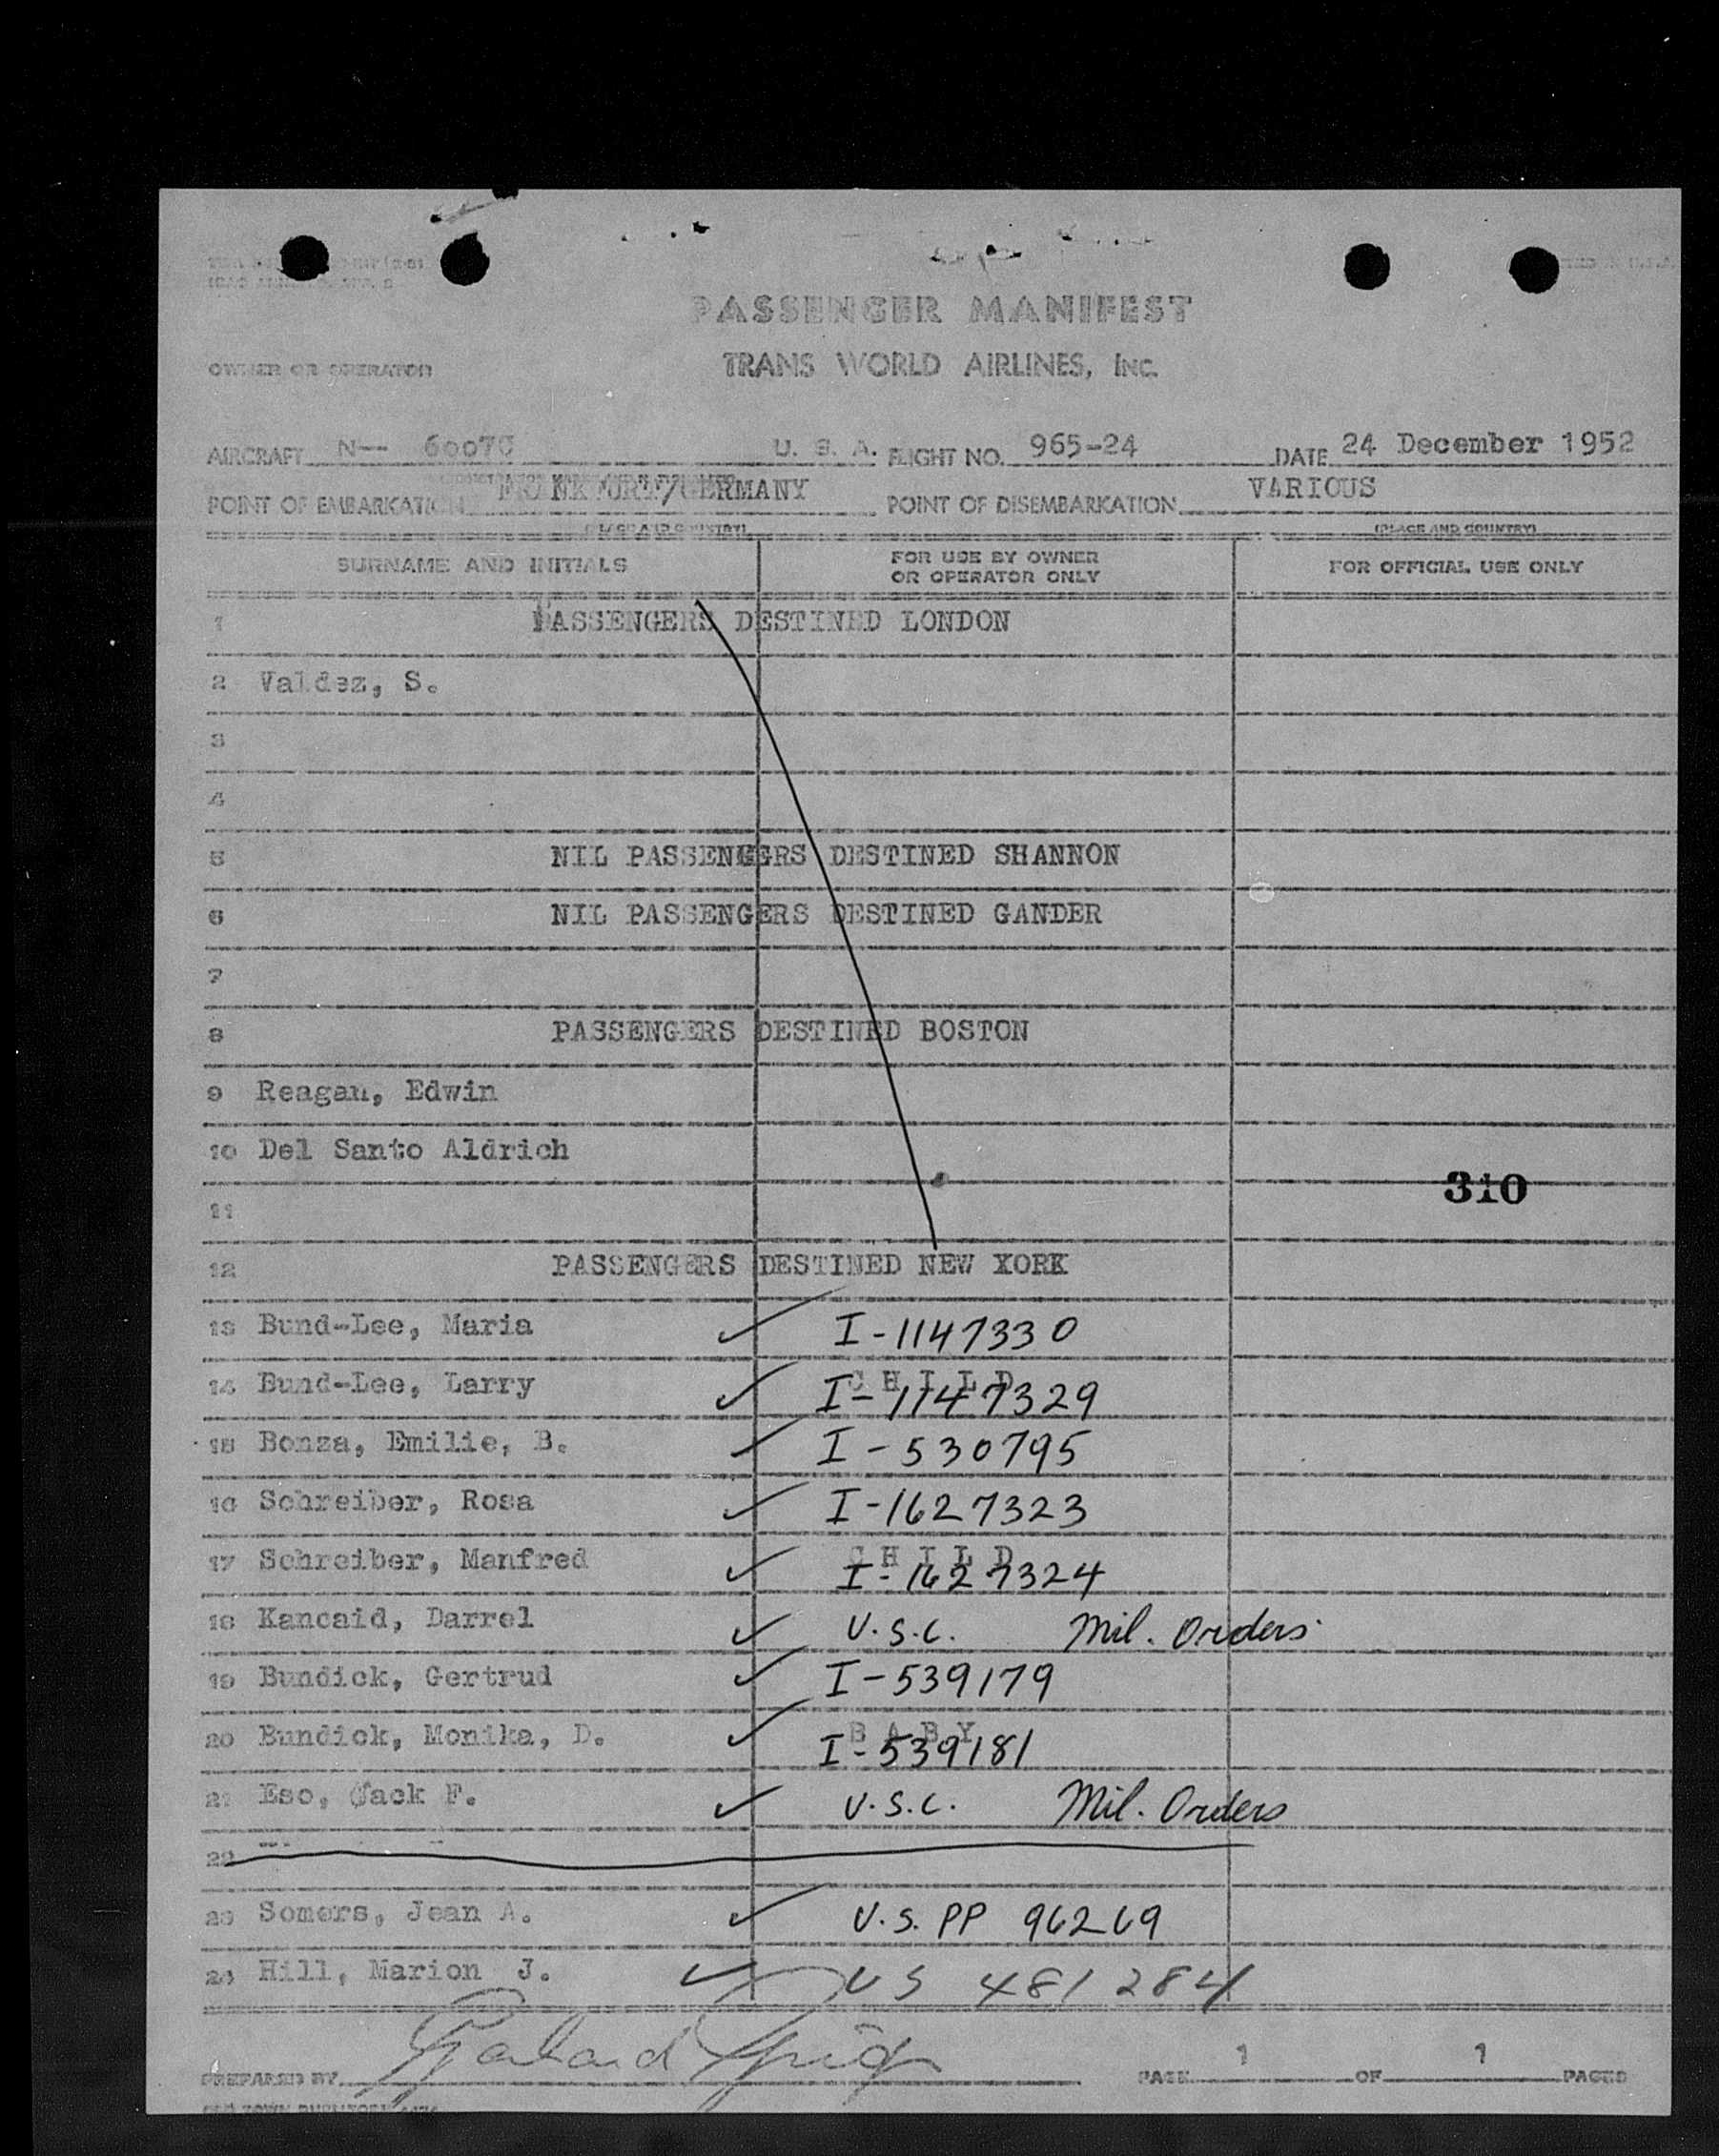 PASSENGER MANIFEST
OWNER OR OPERATOR TRANS WORLD AIRLINES, INC.
AIRCRAFT N-- U. S. A. FLIGHT NO. 965-24 DATE 24 December 1952
POINT OF EMBARKATION FRANKFURT/GERMANY POINT OF DISEMBARKATION VARIOUS
(PLACE AND COUNTRY) (PLACE AND COUNTRY)
SURNAME AND INITIALS FOR USE BY OWNER OR OPERATOR ONLY FOR OFFICIAL USE ONLY
1 PASSENGERS DESTINED LONDON
2 Valdez, S.
3
4
5 NIL PASSENGGRS DESTINED SHANNON
6 NIL PASSENGERS DESTINED GANDER
7
8 PASSENGERS DESTINED BOSTON
9 Reagan, Edwin
10 Del Santo Aldrich
310
11
12 PASSENGERS DESTINED NEW YORK
13 Bund-Lee, Maria ✓ I-1147330
14 Bund-Lee, Larry ✓ CHILD I-1147329
15 Bonza, Emilie, B. ✓ I-530795
16 Schreiber, Rosa ✓ I-1627323
17 Schreiber, Manfred ✓ CHILD I-1627324
18 Kancaid, Darrel ✓ U.S.C. Mil. Orders
19 Bundick, Gertrud ✓ I-539179
20 Bundick, Monika, D. ✓ BABY I-539181
21 Eso, Jack F. ✓ U.S.C. Mil. Orders
22
23 Somers, Jean A. ✓ U.S. PP 96269
24 Hill, Marion J. ✓ US 481284
PREPARED BY PAGE 1 OF 1 PAGES